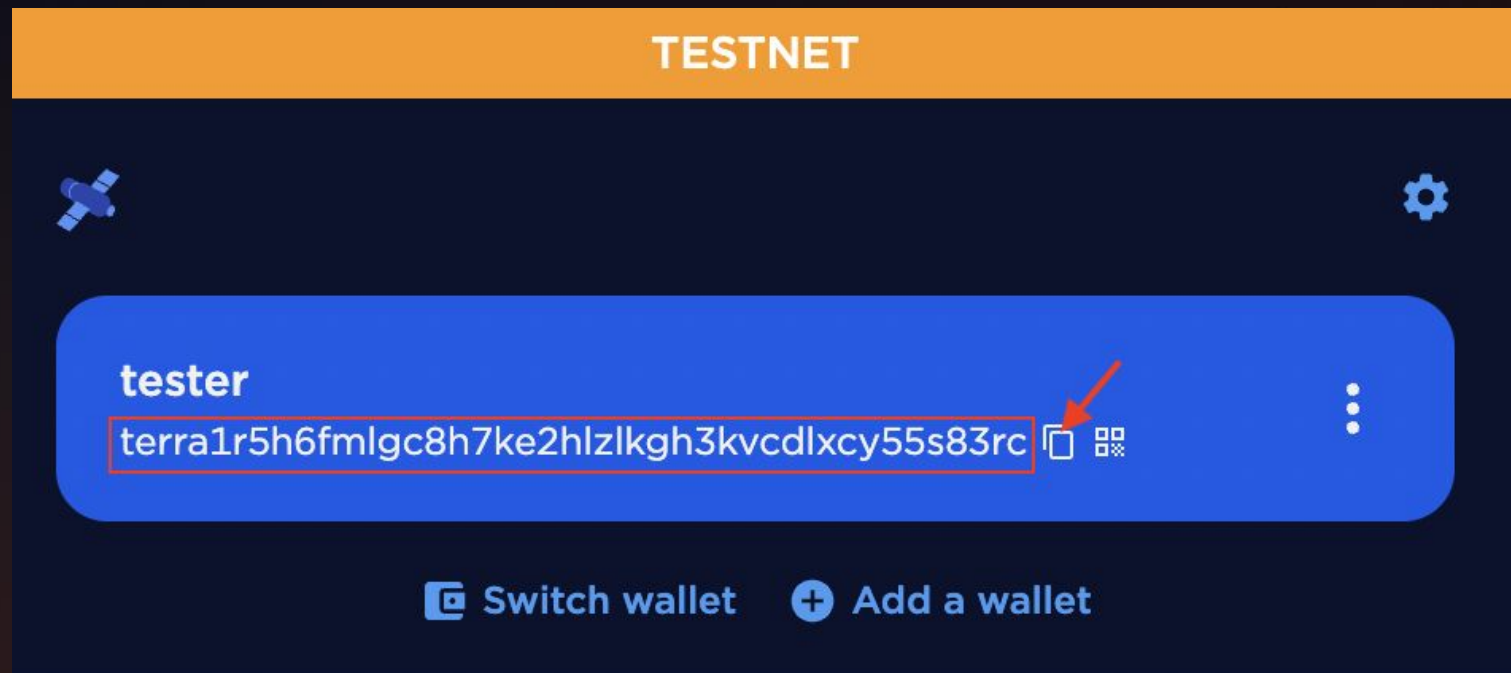 TESTNET
tester
terra1r5h6fmlgc8h7ke2hlzlkgh3kvcdlxcy55s83rc
Switch wallet
Add a wallet